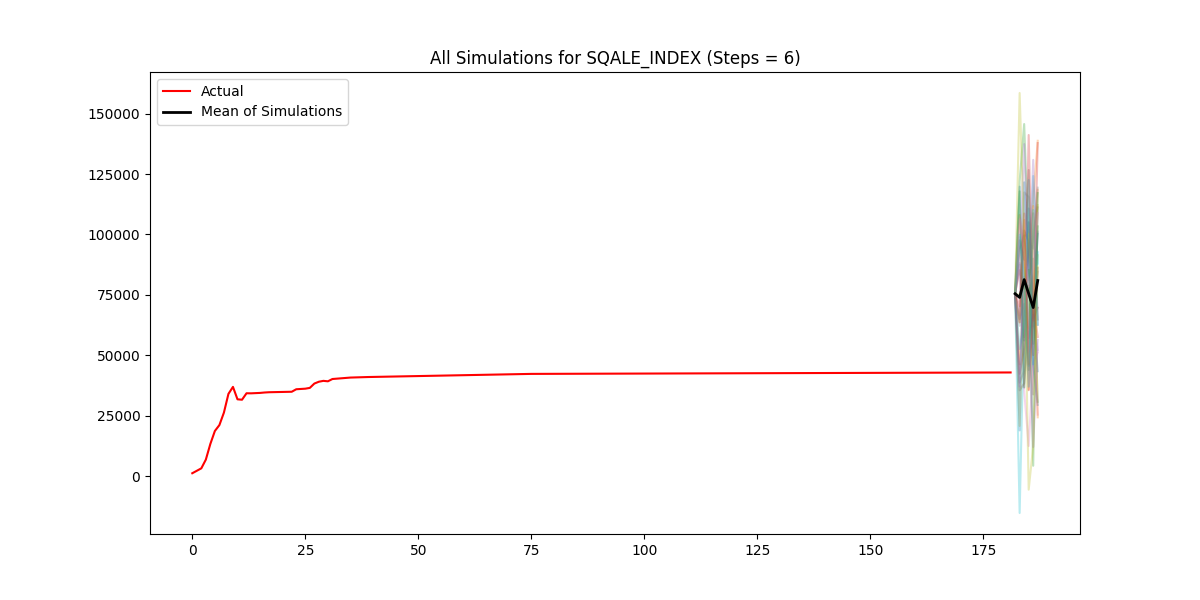 All Simulations for SQALE_INDEX (Steps = 6)
Actual
Mean of Simulations
150000
125000
100000
75000
50000
25000
0
0 25 50 75 100 125 150 175